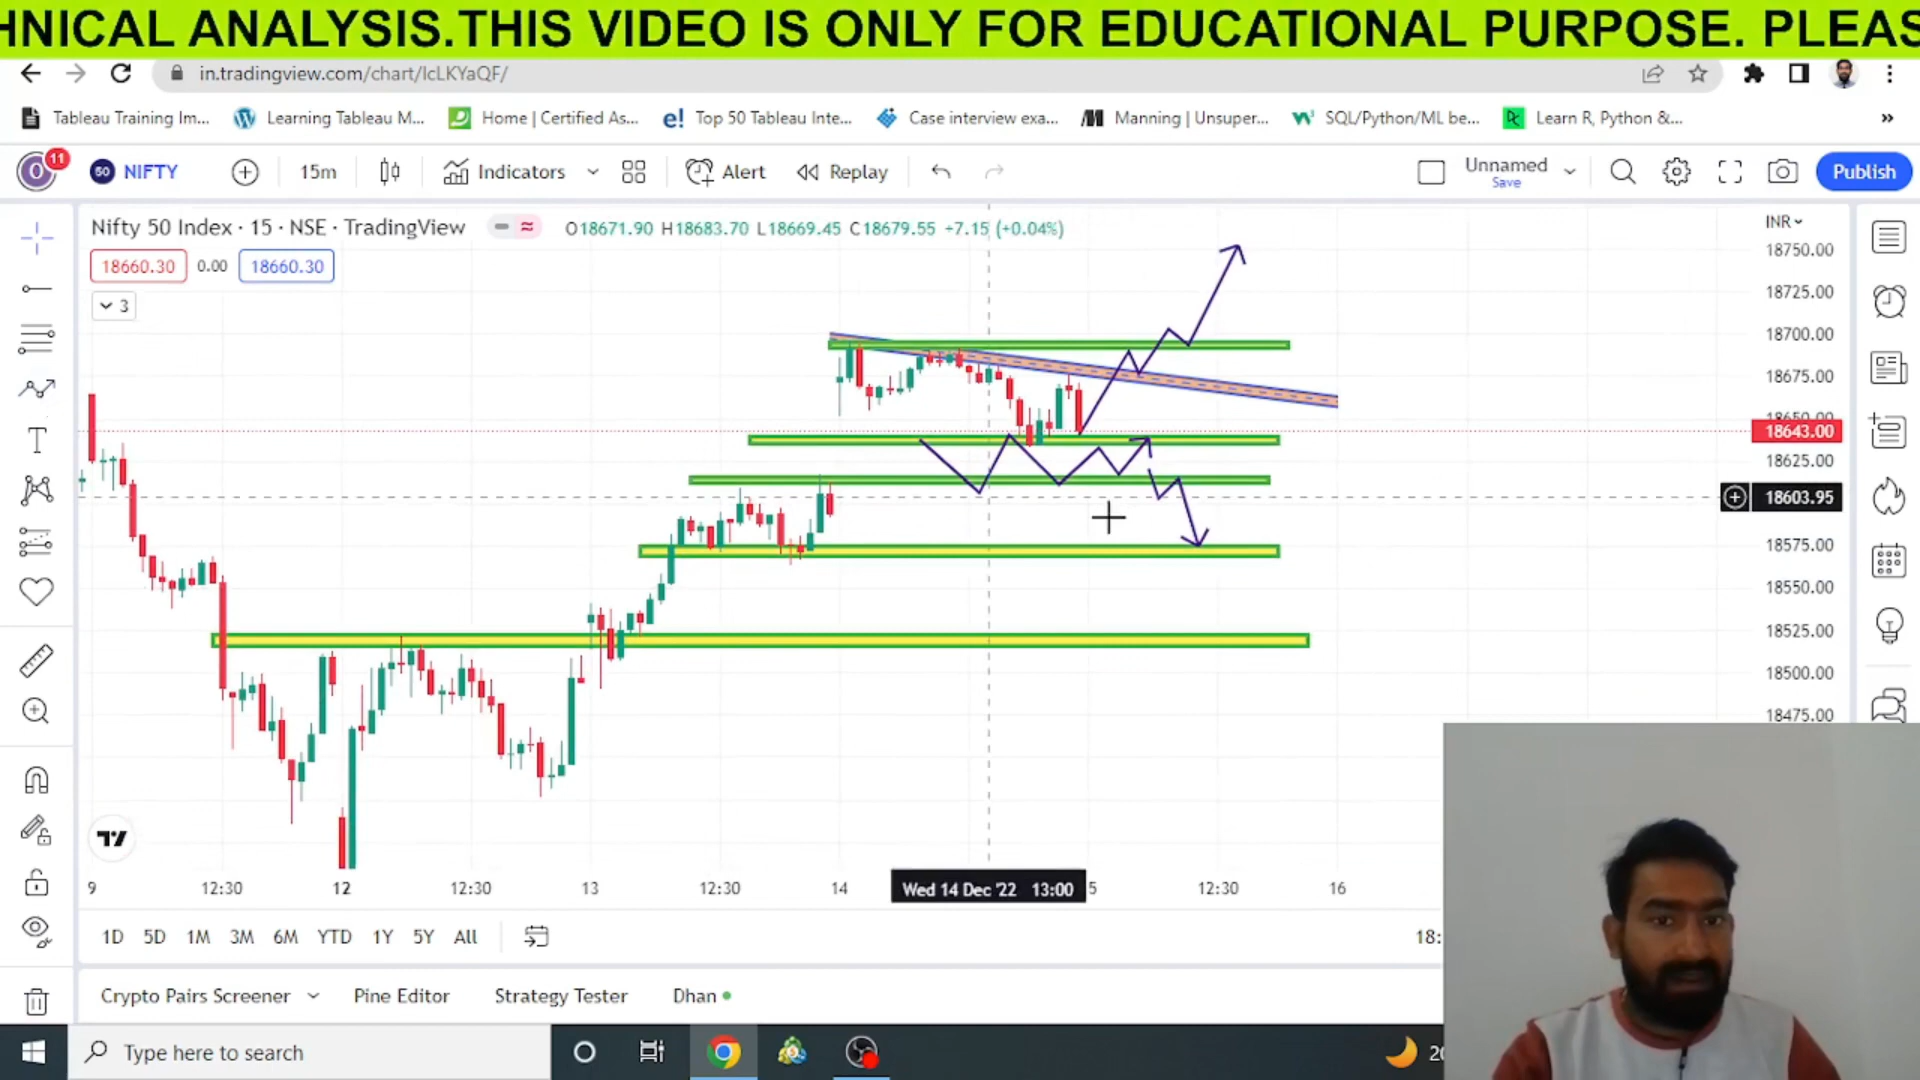 HNICAL ANALYSIS.THIS VIDEO IS ONLY FOR EDUCATIONAL PURPOSE. PLEAS
in.tradingview.com/chart/IcLKYaQF/
Tableau Training Im... Learning Tableau M... Home | Certified As... e! Top 50 Tableau Inte... Case interview exa... Manning | Unsuper... SQL/Python/ML be... Learn R, Python &... »
O 11 50 NIFTY 15m Indicators Alert Replay Unnamed Save Publish
Nifty 50 Index · 15 · NSE · TradingView O18671.90 H18683.70 L18669.45 C18679.55 +7.15 (+0.04%) INR
18660.30 0.00 18660.30
3
18750.00
18725.00
18700.00
18675.00
18650.00
18643.00
18625.00
18603.95
18575.00
18550.00
18525.00
18500.00
18475.00
9 12:30 12 12:30 13 12:30 14 Wed 14 Dec '22 13:00 5 12:30 16
1D 5D 1M 3M 6M YTD 1Y 5Y All 18:
Crypto Pairs Screener Pine Editor Strategy Tester Dhan
Type here to search 20